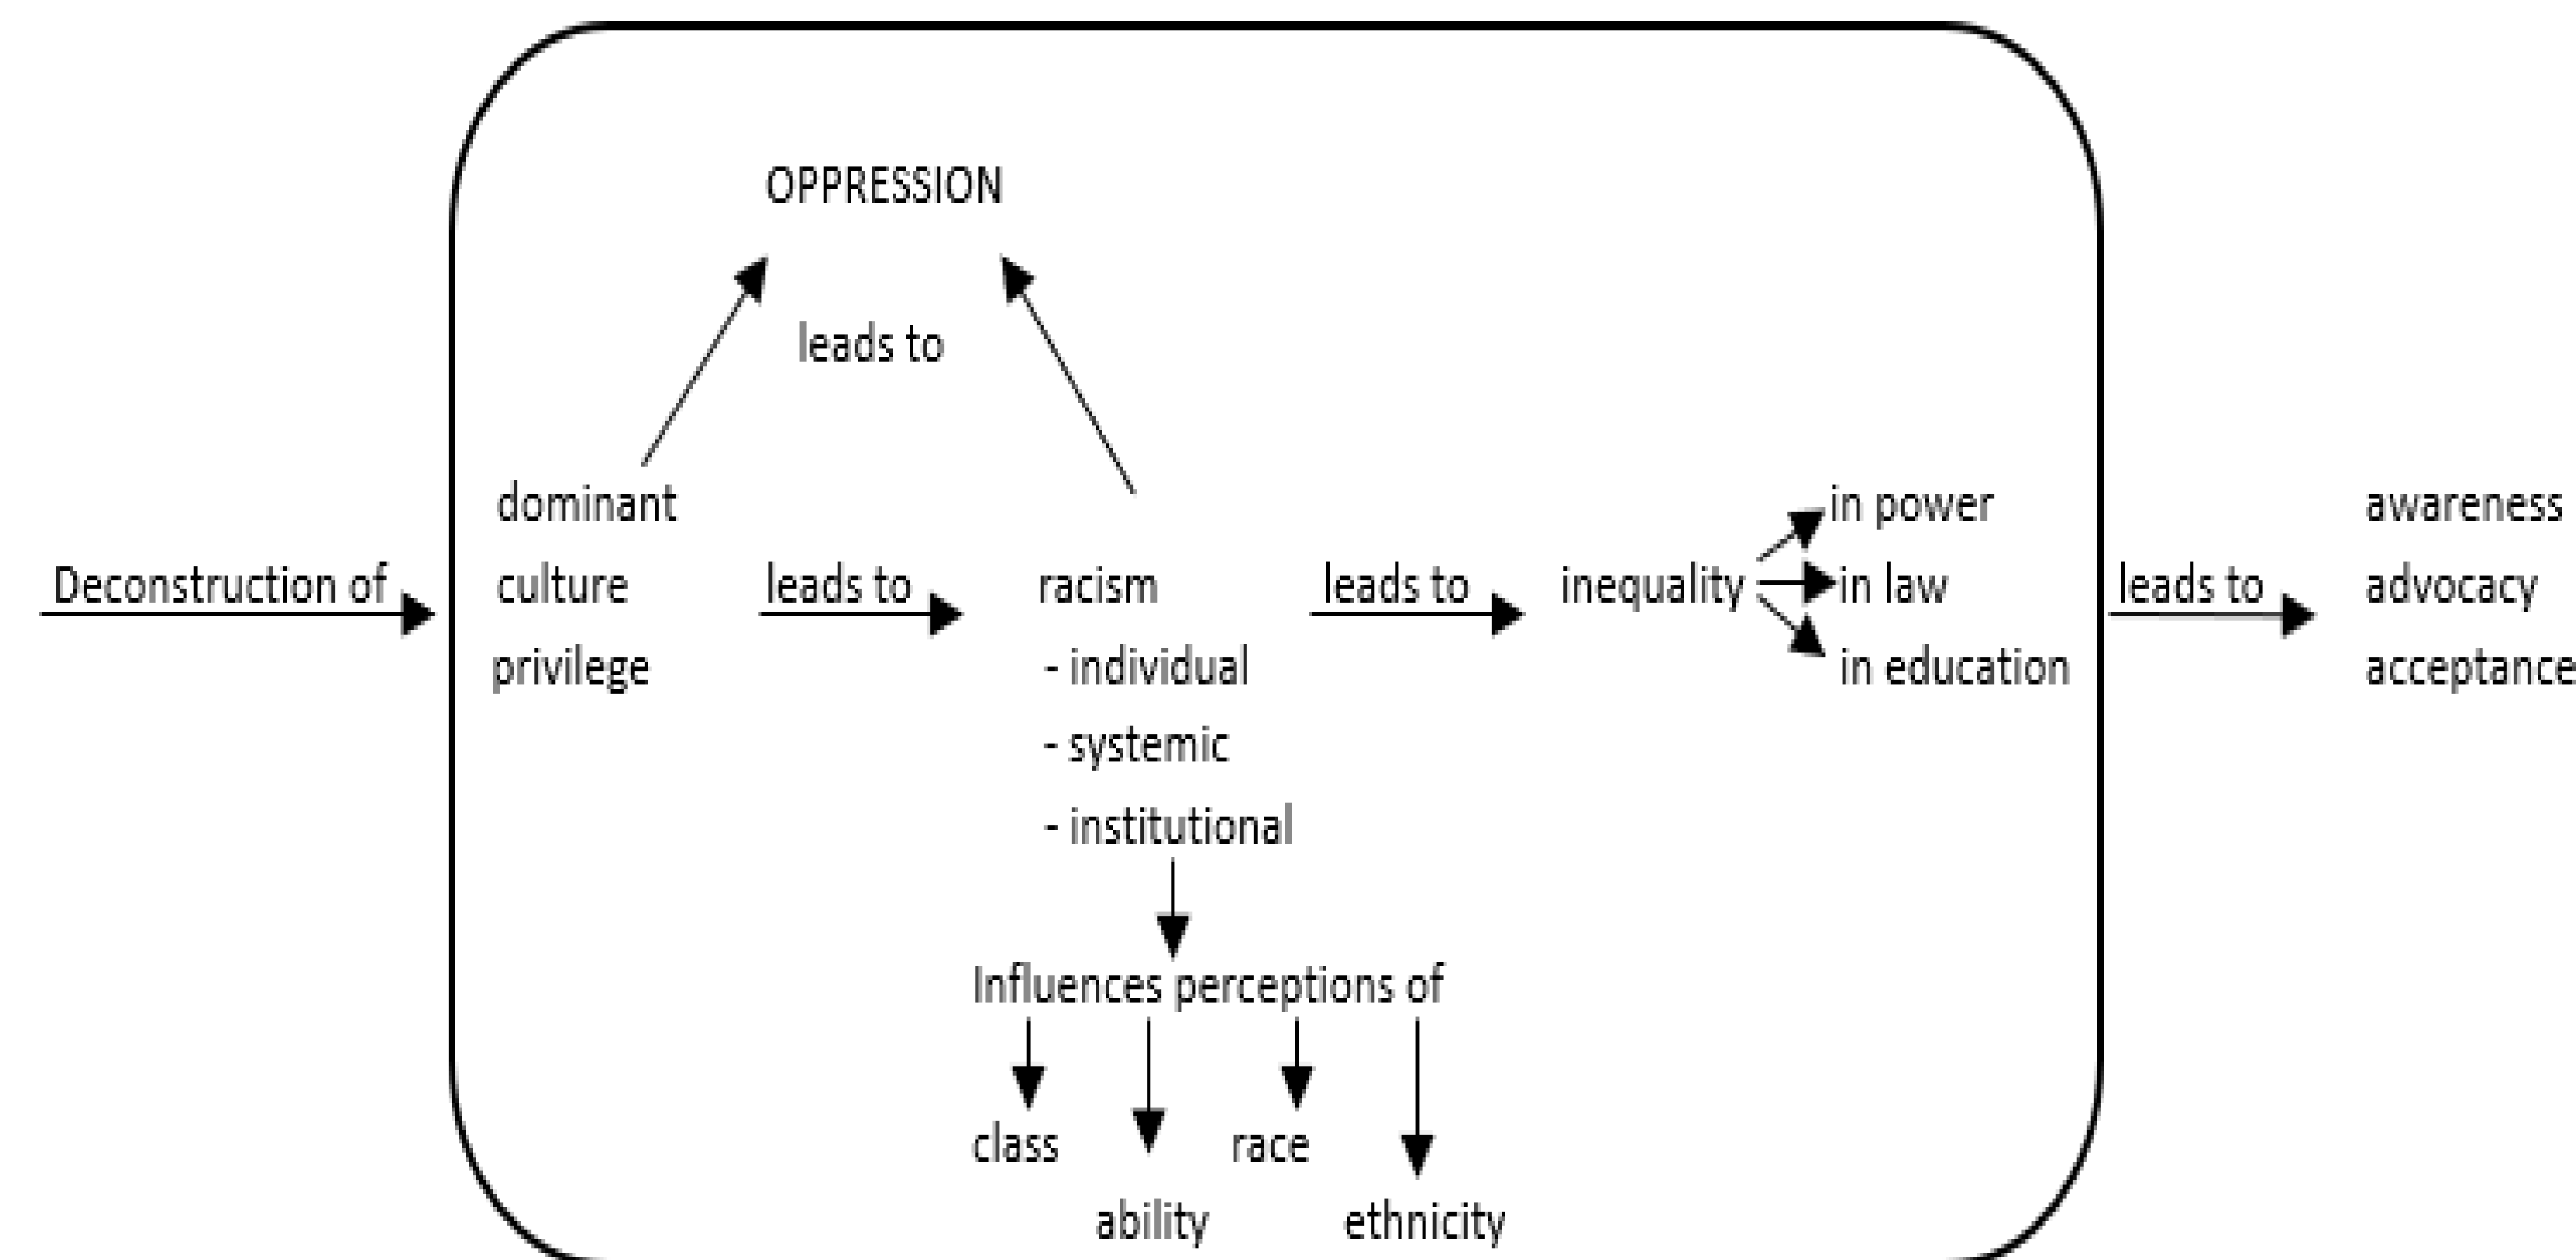 OPPRESSION
leads to
dominant
culture
privilege
Deconstruction of
leads to
racism
- individual
- systemic
- institutional
leads to
inequality
in power
in law
in education
leads to
awareness
advocacy
acceptance
Influences perceptions of
class
ability
race
ethnicity